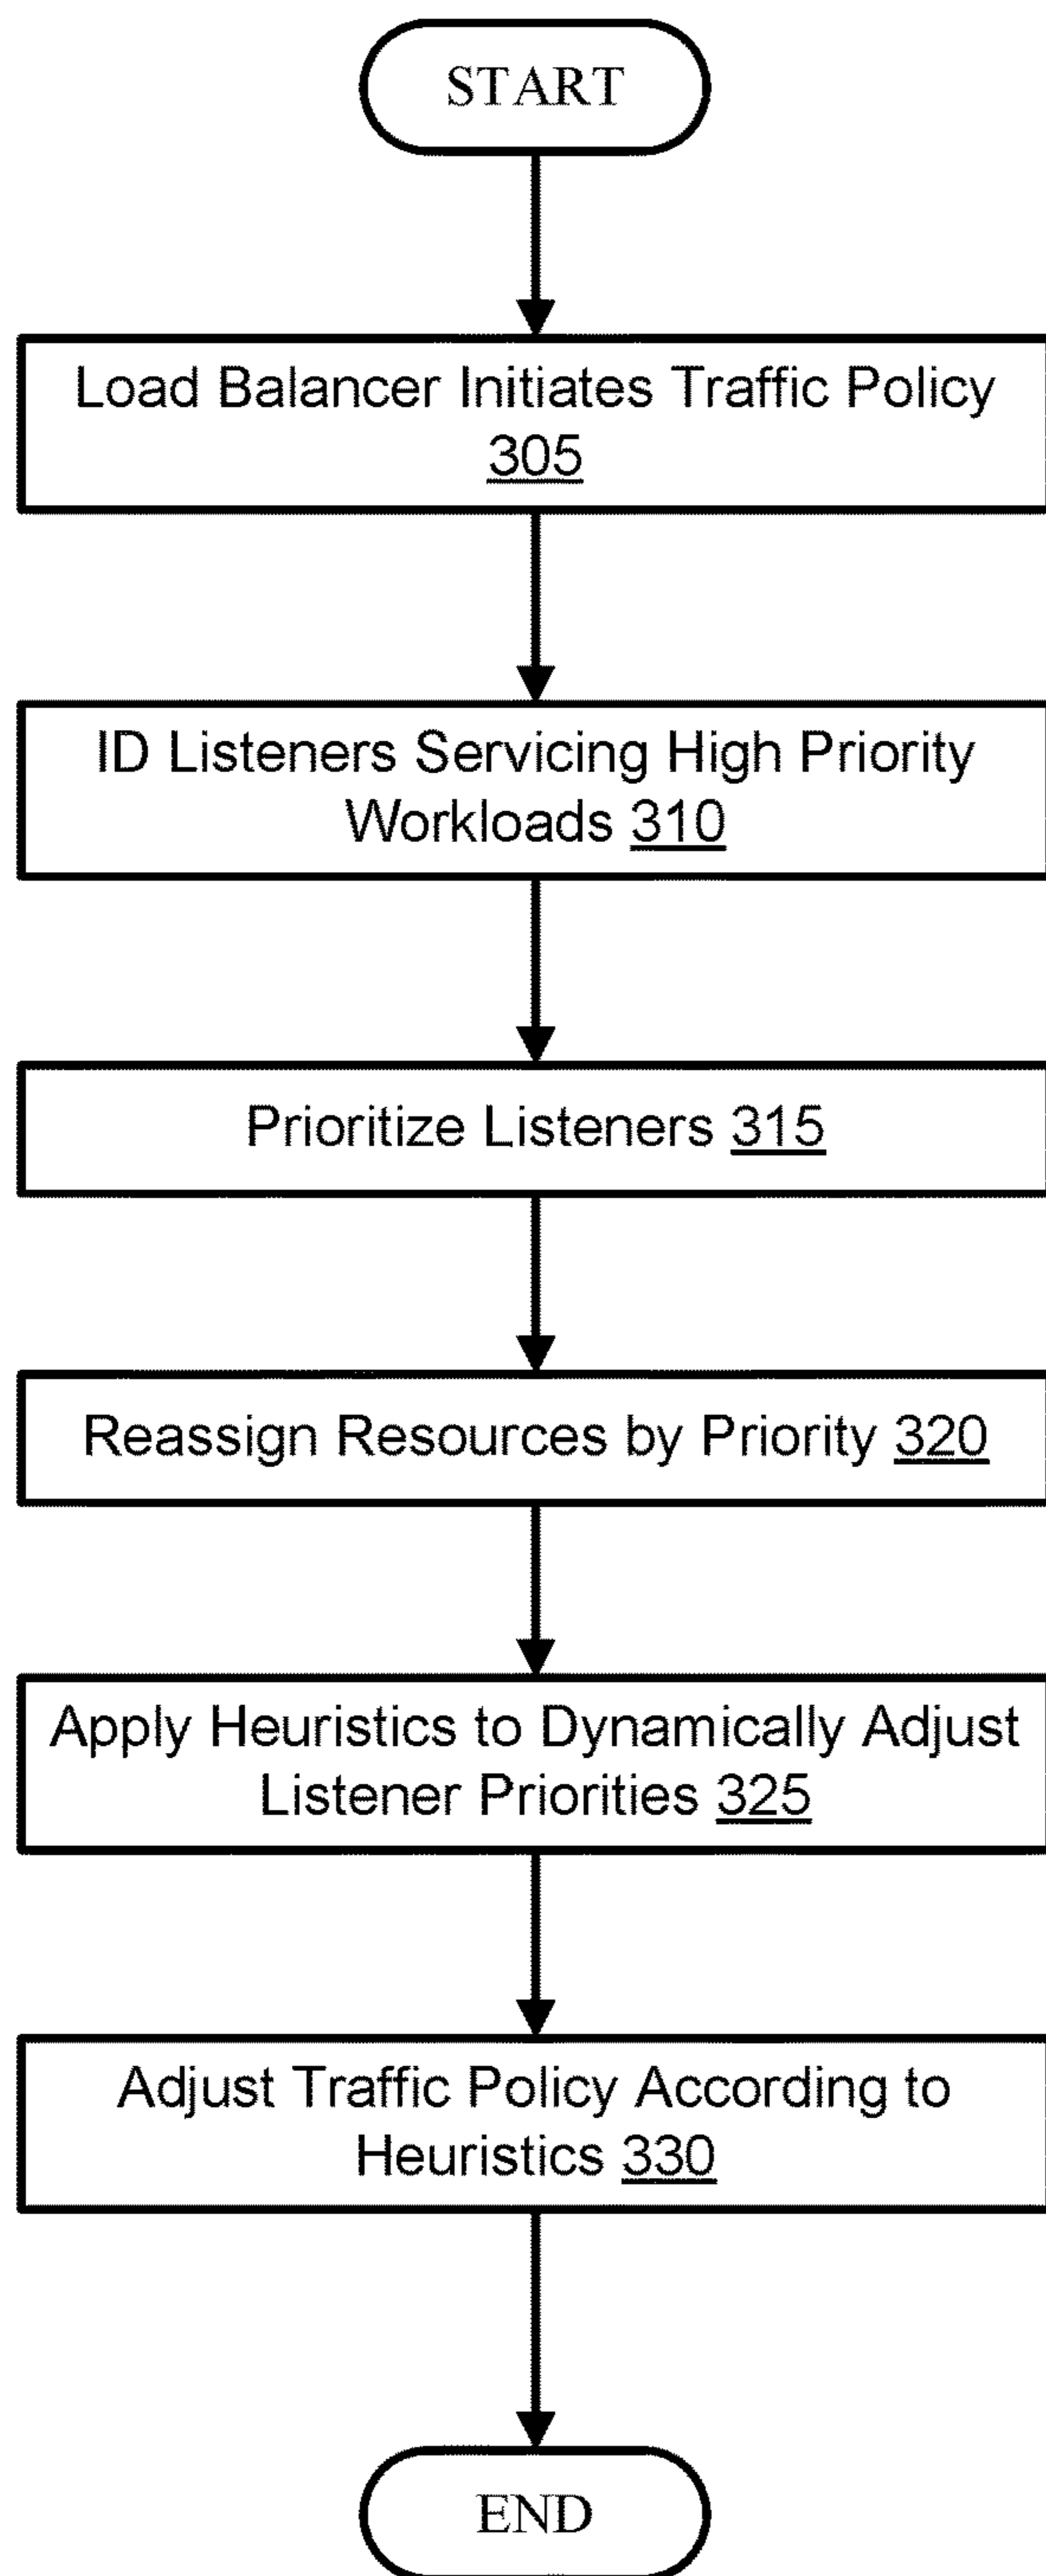 START
Load Balancer Initiates Traffic Policy
305
ID Listeners Servicing High Priority
Workloads 310
Prioritize Listeners 315
Reassign Resources by Priority 320
Apply Heuristics to Dynamically Adjust
Listener Priorities 325
Adjust Traffic Policy According to
Heuristics 330
END